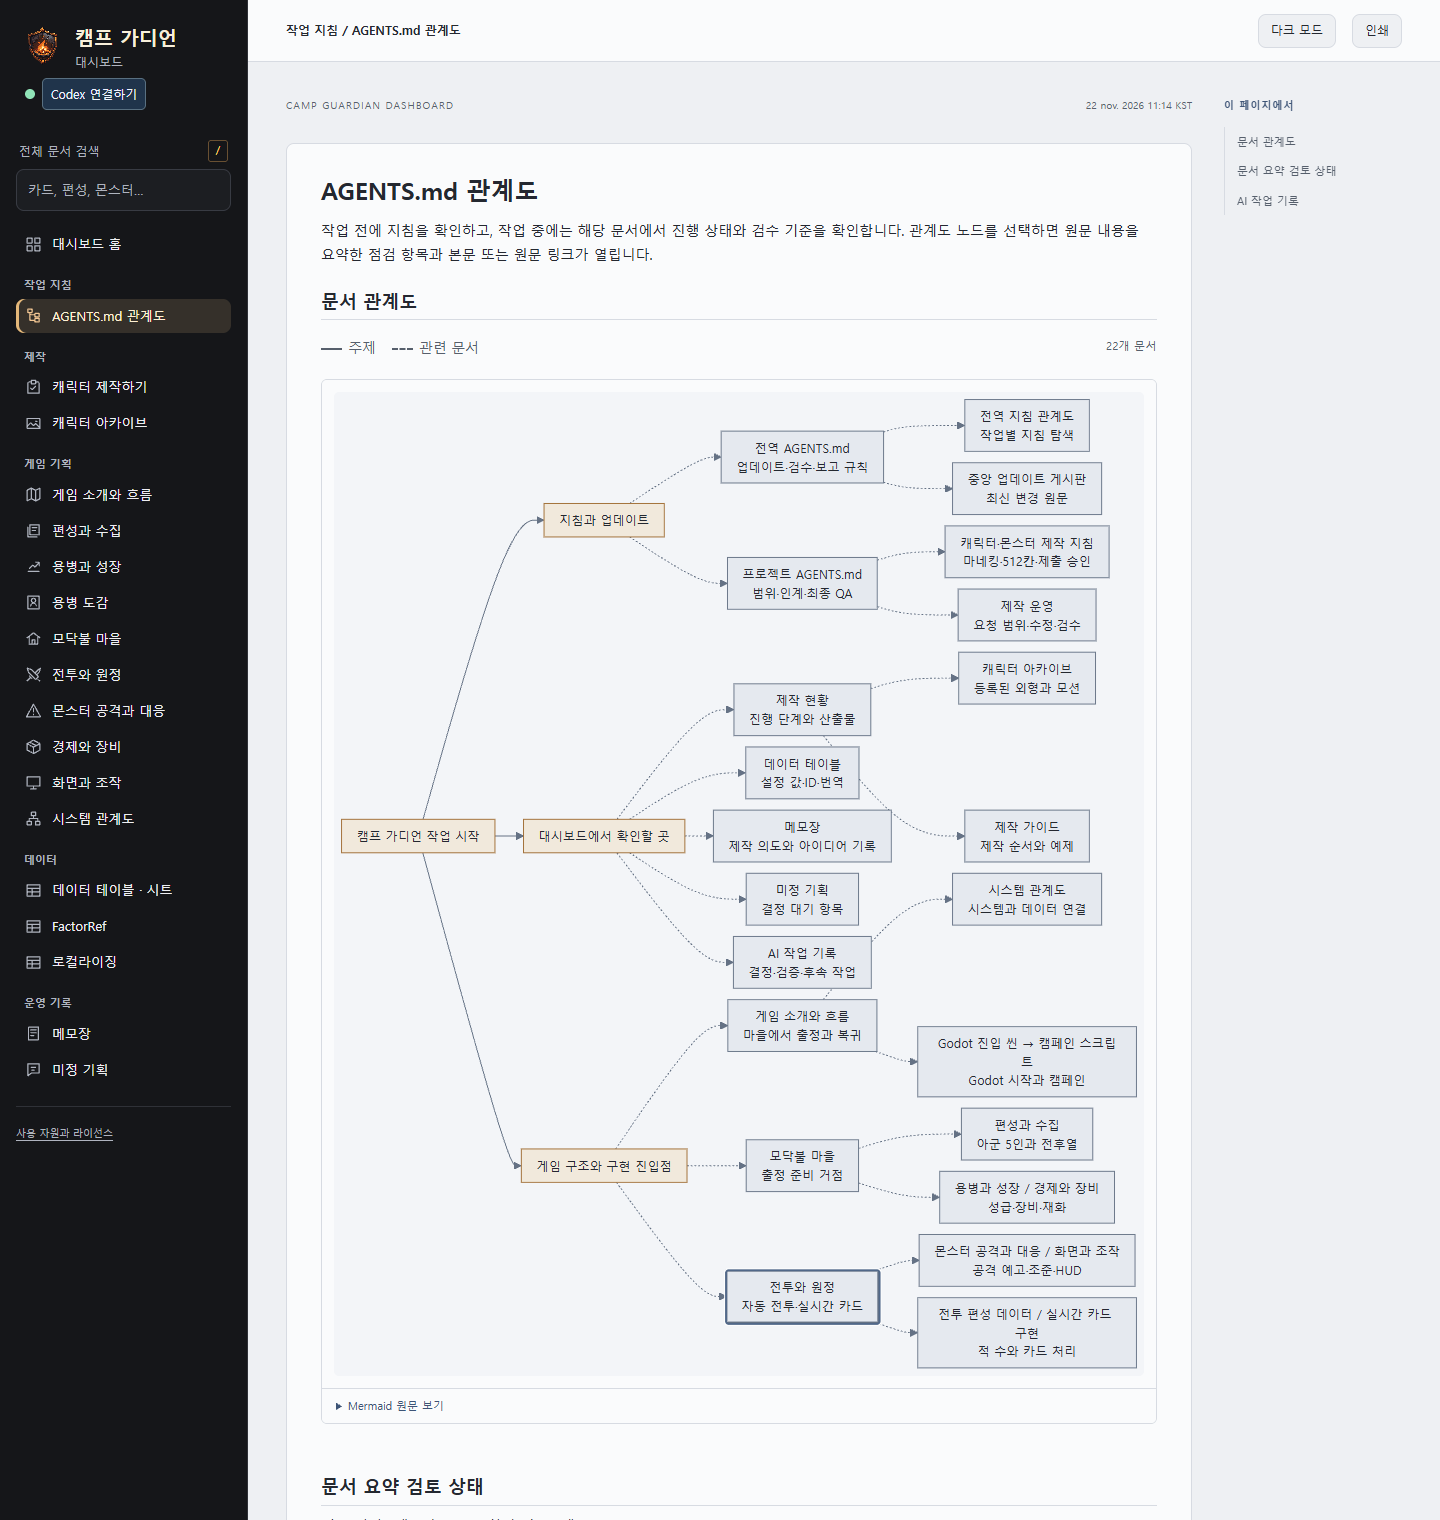 캠프 가디언
대시보드
Codex 연결하기
전체 문서 검색
/
카드, 편성, 몬스터...
대시보드 홈
작업 지침
AGENTS.md 관계도
제작
캐릭터 제작하기
캐릭터 아카이브
게임 기획
게임 소개와 흐름
편성과 수집
용병과 성장
용병 도감
모닥불 마을
전투와 원정
몬스터 공격과 대응
경제와 장비
화면과 조작
시스템 관계도
데이터
데이터 테이블 · 시트
FactorRef
로컬라이징
운영 기록
메모장
미정 기획
사용 자원과 라이선스
작업 지침 / AGENTS.md 관계도
다크 모드
인쇄
CAMP GUARDIAN DASHBOARD
22 nov. 2026 11:14 KST
AGENTS.md 관계도
작업 전에 지침을 확인하고, 작업 중에는 해당 문서에서 진행 상태와 검수 기준을 확인합니다. 관계도 노드를 선택하면 원문 내용을
요약한 점검 항목과 본문 또는 원문 링크가 열립니다.
문서 관계도
주제
관련 문서
22개 문서
캠프 가디언 작업 시작
지침과 업데이트
대시보드에서 확인할 곳
게임 구조와 구현 진입점
전역 AGENTS.md
업데이트·검수·보고 규칙
프로젝트 AGENTS.md
범위·인계·최종 QA
제작 현황
진행 단계와 산출물
데이터 테이블
설정 값·ID·번역
메모장
제작 의도와 아이디어 기록
미정 기획
결정 대기 항목
AI 작업 기록
결정·검증·후속 작업
게임 소개와 흐름
마을에서 출정과 복귀
모닥불 마을
출정 준비 거점
전투와 원정
자동 전투·실시간 카드
전역 지침 관계도
작업별 지침 탐색
중앙 업데이트 게시판
최신 변경 원문
캐릭터·몬스터 제작 지침
마네킹·512칸·제출 승인
제작 운영
요청 범위·수정·검수
캐릭터 아카이브
등록된 외형과 모션
제작 가이드
제작 순서와 예제
시스템 관계도
시스템과 데이터 연결
Godot 진입 씬 → 캠페인 스크립
트
Godot 시작과 캠페인
편성과 수집
아군 5인과 전후열
용병과 성장 / 경제와 장비
성급·장비·재화
몬스터 공격과 대응 / 화면과 조작
공격 예고·조준·HUD
전투 편성 데이터 / 실시간 카드
구현
적 수와 카드 처리
Mermaid 원문 보기
문서 요약 검토 상태
이 페이지에서
문서 관계도
문서 요약 검토 상태
AI 작업 기록